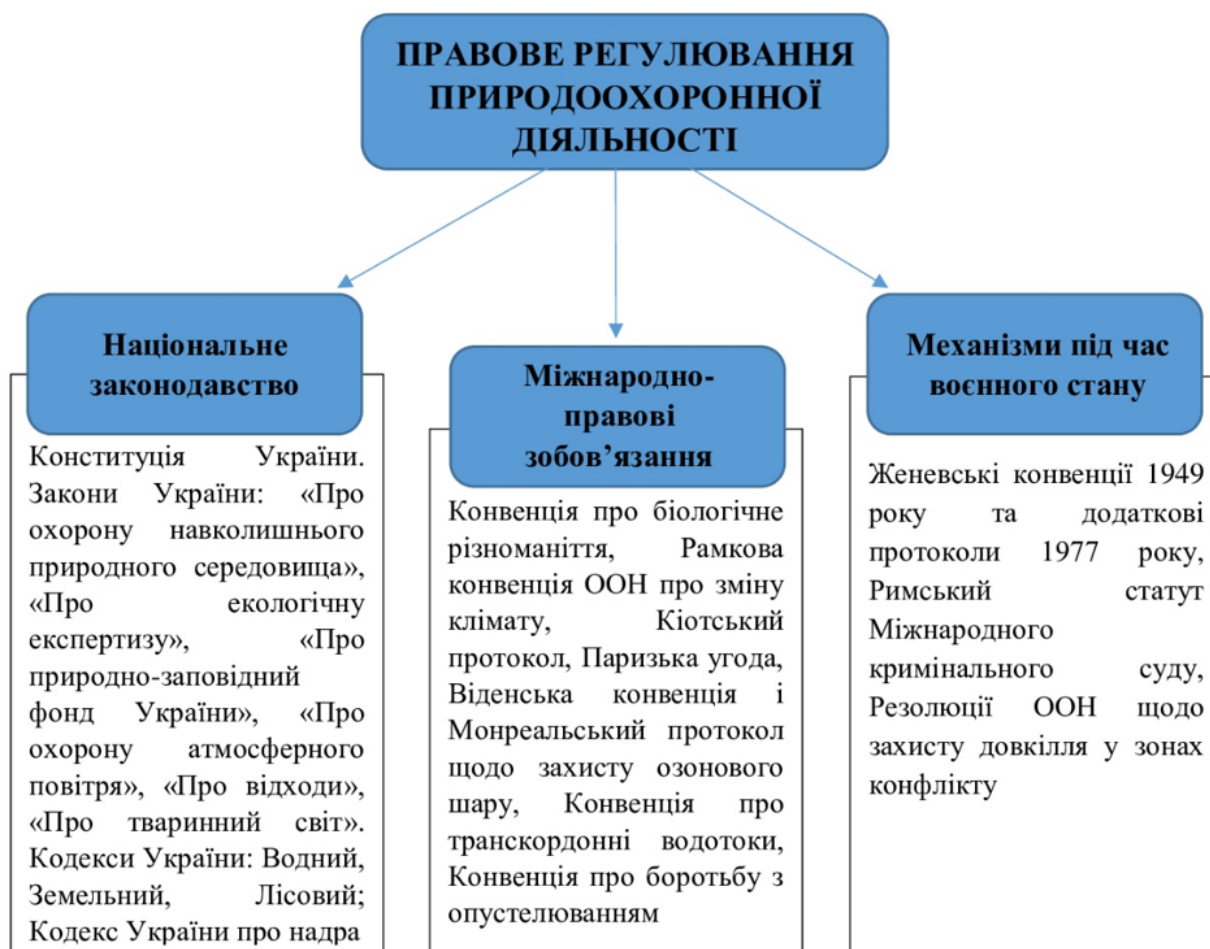 ПРАВОВЕ РЕГУЛЮВАННЯ
ПРИРОДООХОРОННОЇ
ДІЯЛЬНОСТІ
Національне
законодавство
Конституція України.
Закони України: «Про
охорону навколишнього
природного середовища»,
«Про екологічну
експертизу», «Про
природно-заповідний
фонд України», «Про
охорону атмосферного
повітря», «Про відходи»,
«Про тваринний світ».
Кодекси України: Водний,
Земельний, Лісовий;
Кодекс України про надра
Міжнародно-
правові
зобов’язання
Конвенція про біологічне
різноманіття, Рамкова
конвенція ООН про зміну
клімату, Кіотський
протокол, Паризька угода,
Віденська конвенція і
Монреальський протокол
щодо захисту озонового
шару, Конвенція про
транскордонні водотоки,
Конвенція про боротьбу з
опустелюванням
Механізми під час
воєнного стану
Женевські конвенції 1949
року та додаткові
протоколи 1977 року,
Римський статут
Міжнародного
кримінального суду,
Резолюції ООН щодо
захисту довкілля у зонах
конфлікту